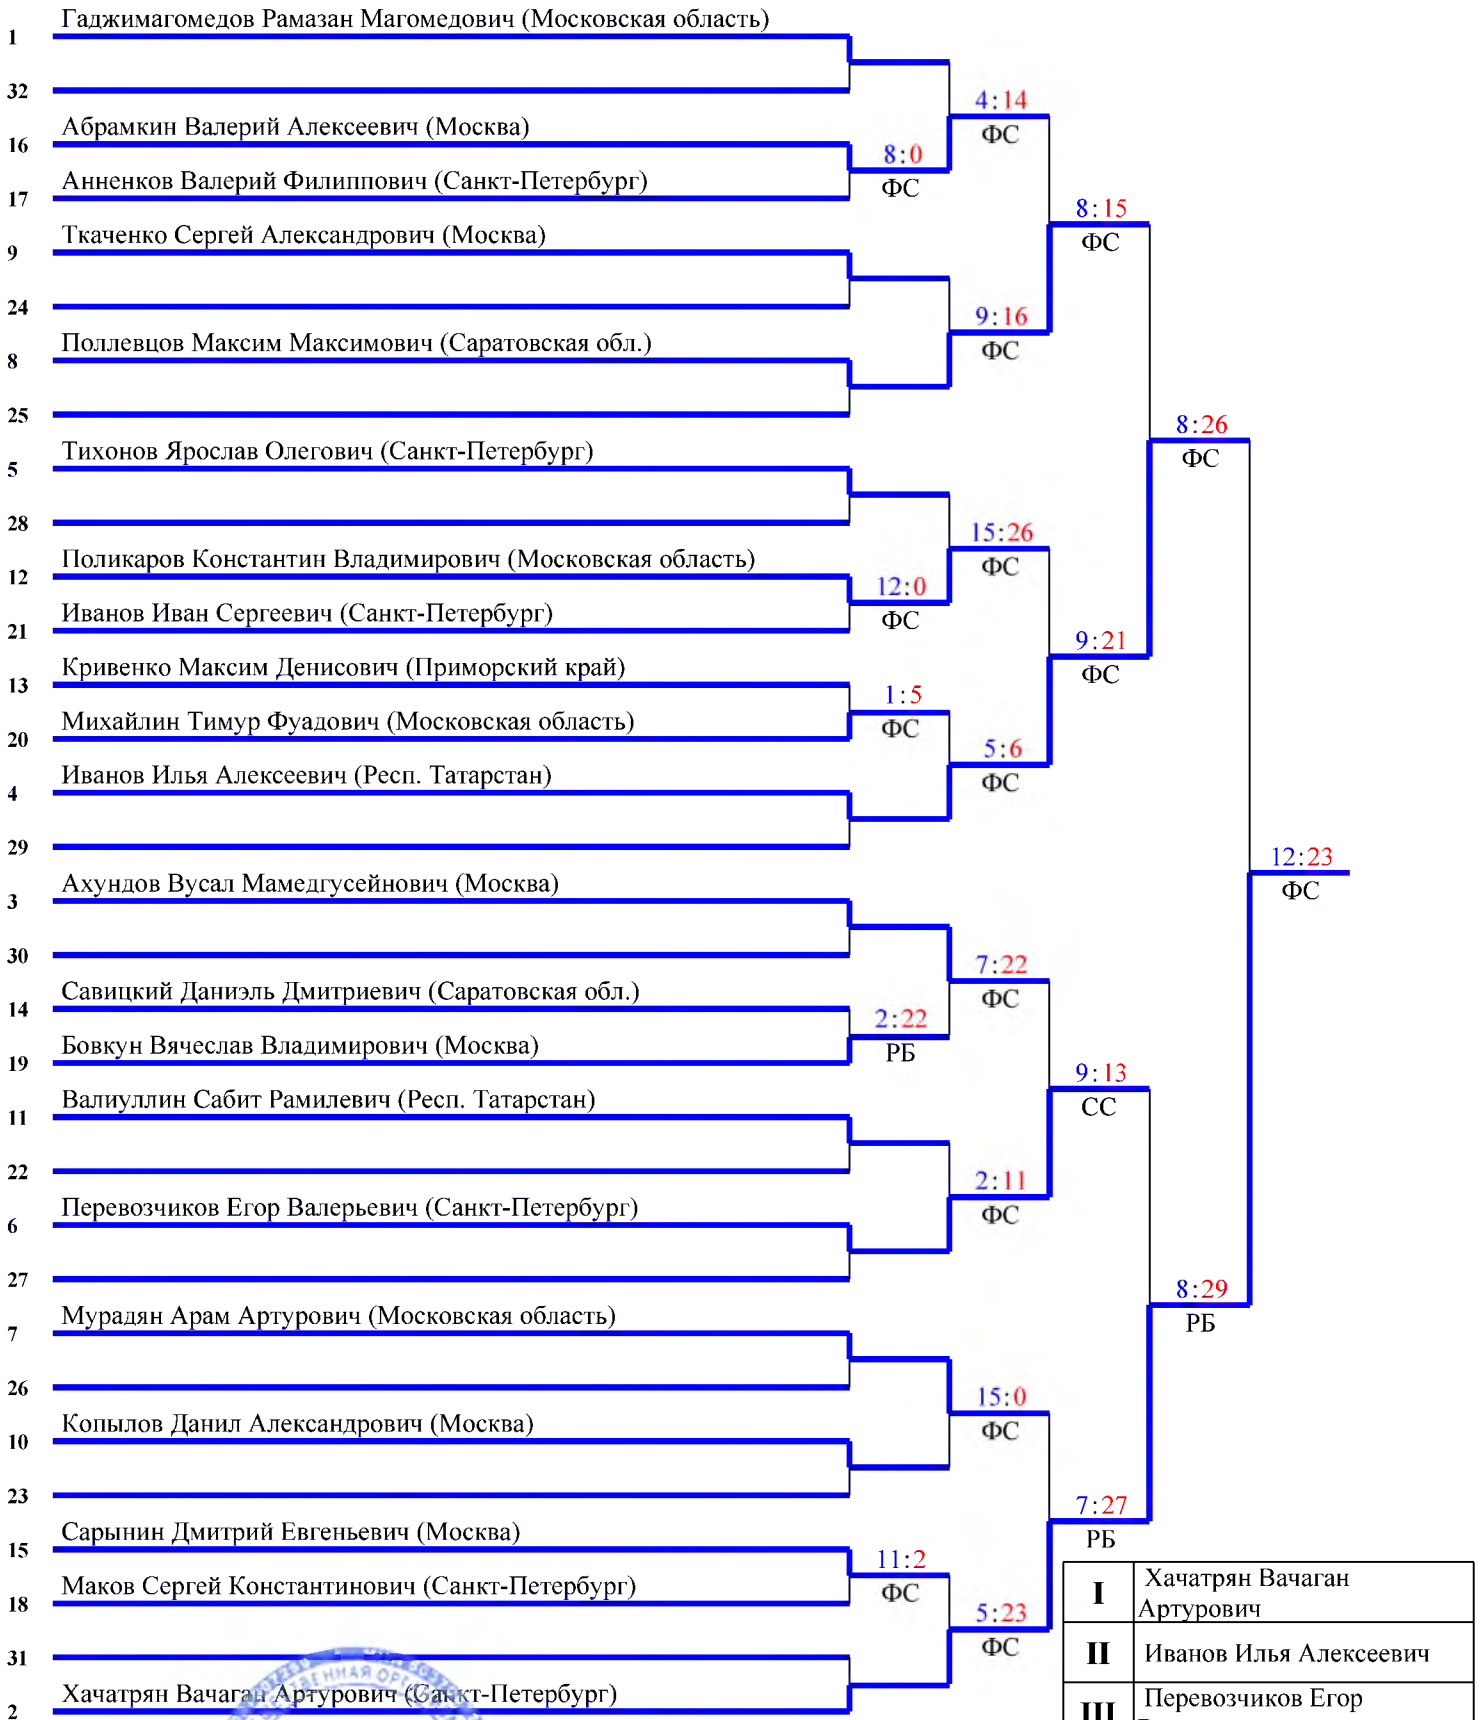 Гаджимагомедов Рамазан Магомедович (Московская область)
1
32
4:14
ФС
Абрамкин Валерий Алексеевич (Москва)
16
8:0
ФС
Анненков Валерий Филиппович (Санкт-Петербург)
17
8:15
ФС
Ткаченко Сергей Александрович (Москва)
9
24
9:16
ФС
Поллевцов Максим Максимович (Саратовская обл.)
8
25
8:26
ФС
Тихонов Ярослав Олегович (Санкт-Петербург)
5
28
15:26
ФС
Поликаров Константин Владимирович (Московская область)
12
12:0
ФС
Иванов Иван Сергеевич (Санкт-Петербург)
21
9:21
ФС
Кривенко Максим Денисович (Приморский край)
13
1:5
ФС
Михайлин Тимур Фуадович (Московская область)
20
5:6
ФС
Иванов Илья Алексеевич (Респ. Татарстан)
4
29
12:23
ФС
Ахундов Вусал Мамедгусейнович (Москва)
3
30
7:22
ФС
Савицкий Даниэль Дмитриевич (Саратовская обл.)
14
2:22
РБ
Бовкун Вячеслав Владимирович (Москва)
19
9:13
СС
Валиуллин Сабит Рамилевич (Респ. Татарстан)
11
22
2:11
ФС
Перевозчиков Егор Валерьевич (Санкт-Петербург)
6
27
8:29
РБ
Мурадян Арам Артурович (Московская область)
7
26
15:0
ФС
Копылов Данил Александрович (Москва)
10
23
7:27
РБ
Сарынин Дмитрий Евгеньевич (Москва)
15
11:2
ФС
Маков Сергей Константинович (Санкт-Петербург)
18
5:23
ФС
31
Хачатрян Вачаган Артурович (Санкт-Петербург)
2
I Хачатрян Вачаган
Артурович
II Иванов Илья Алексеевич
III Перевозчиков Егор